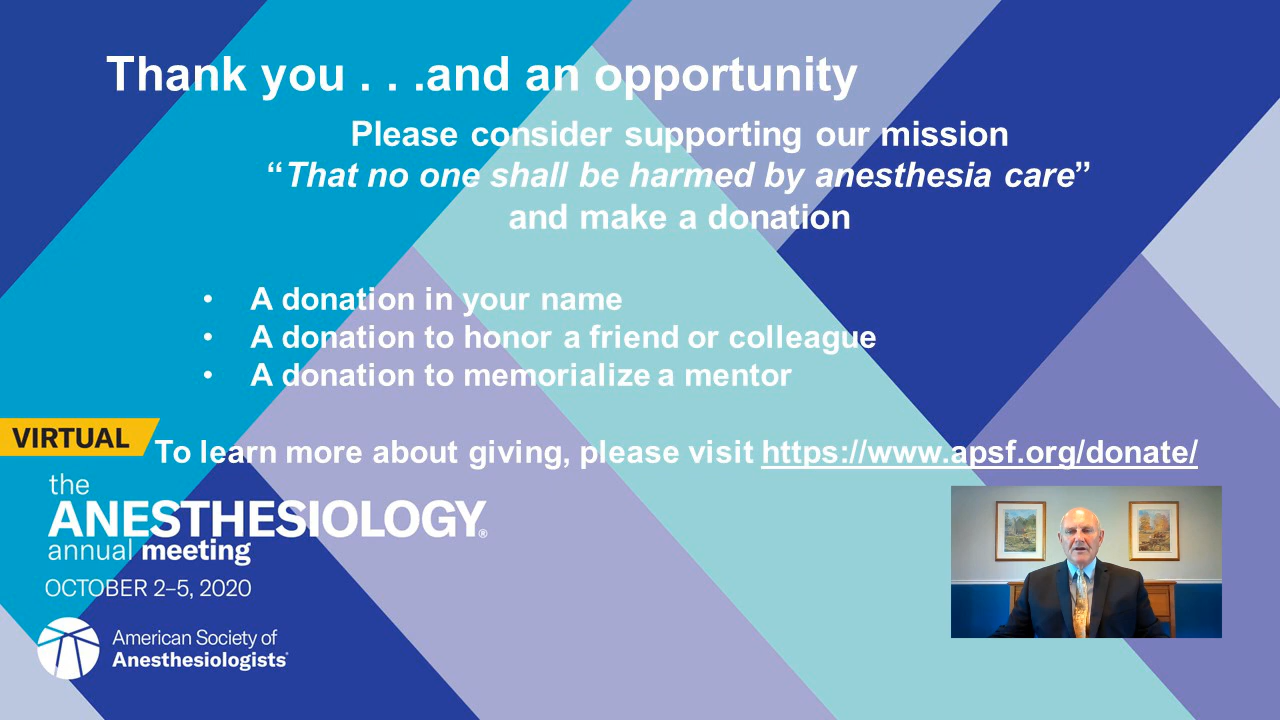 Thank you . . .and an opportunity
Please consider supporting our mission
“That no one shall be harmed by anesthesia care”
and make a donation
• A donation in your name
• A donation to honor a friend or colleague
• A donation to memorialize a mentor
VIRTUAL
To learn more about giving, please visit https://www.apsf.org/donate/
the
ANESTHESIOLOGY®
annual meeting
OCTOBER 2–5, 2020
American Society of
Anesthesiologists®